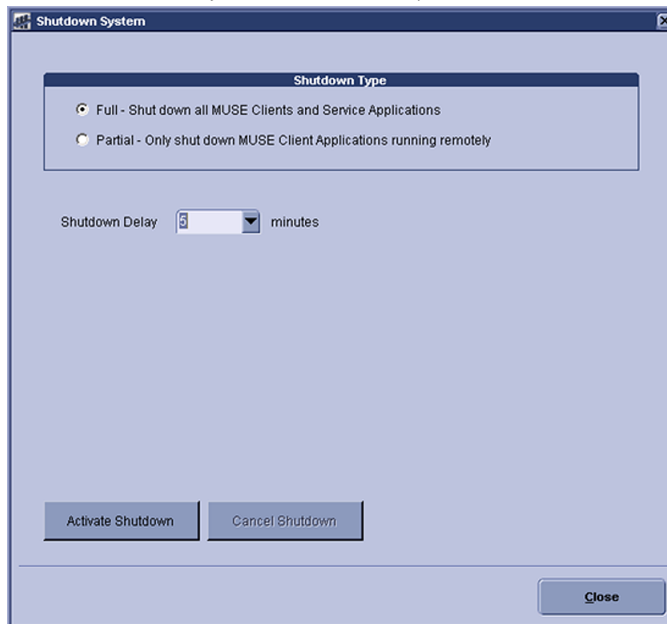 Shutdown System
Shutdown Type
Full - Shut down all MUSE Clients and Service Applications
Partial - Only shut down MUSE Client Applications running remotely
Shutdown Delay 5 minutes
Activate Shutdown Cancel Shutdown
Close